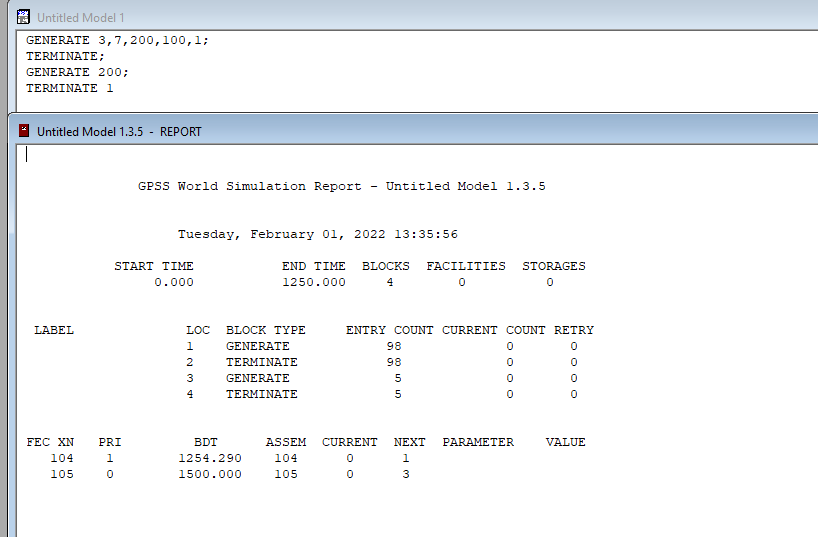 Untitled Model 1
GENERATE 3,7,200,100,1;
TERMINATE;
GENERATE 200;
TERMINATE 1
Untitled Model 1.3.5 - REPORT
GPSS World Simulation Report - Untitled Model 1.3.5
Tuesday, February 01, 2022 13:35:56
START TIME END TIME BLOCKS FACILITIES STORAGES
0.000 1250.000 4 0 0
LABEL LOC BLOCK TYPE ENTRY COUNT CURRENT COUNT RETRY
1 GENERATE 98 0 0
2 TERMINATE 98 0 0
3 GENERATE 5 0 0
4 TERMINATE 5 0 0
FEC XN PRI BDT ASSEM CURRENT NEXT PARAMETER VALUE
104 1 1254.290 104 0 1
105 0 1500.000 105 0 3